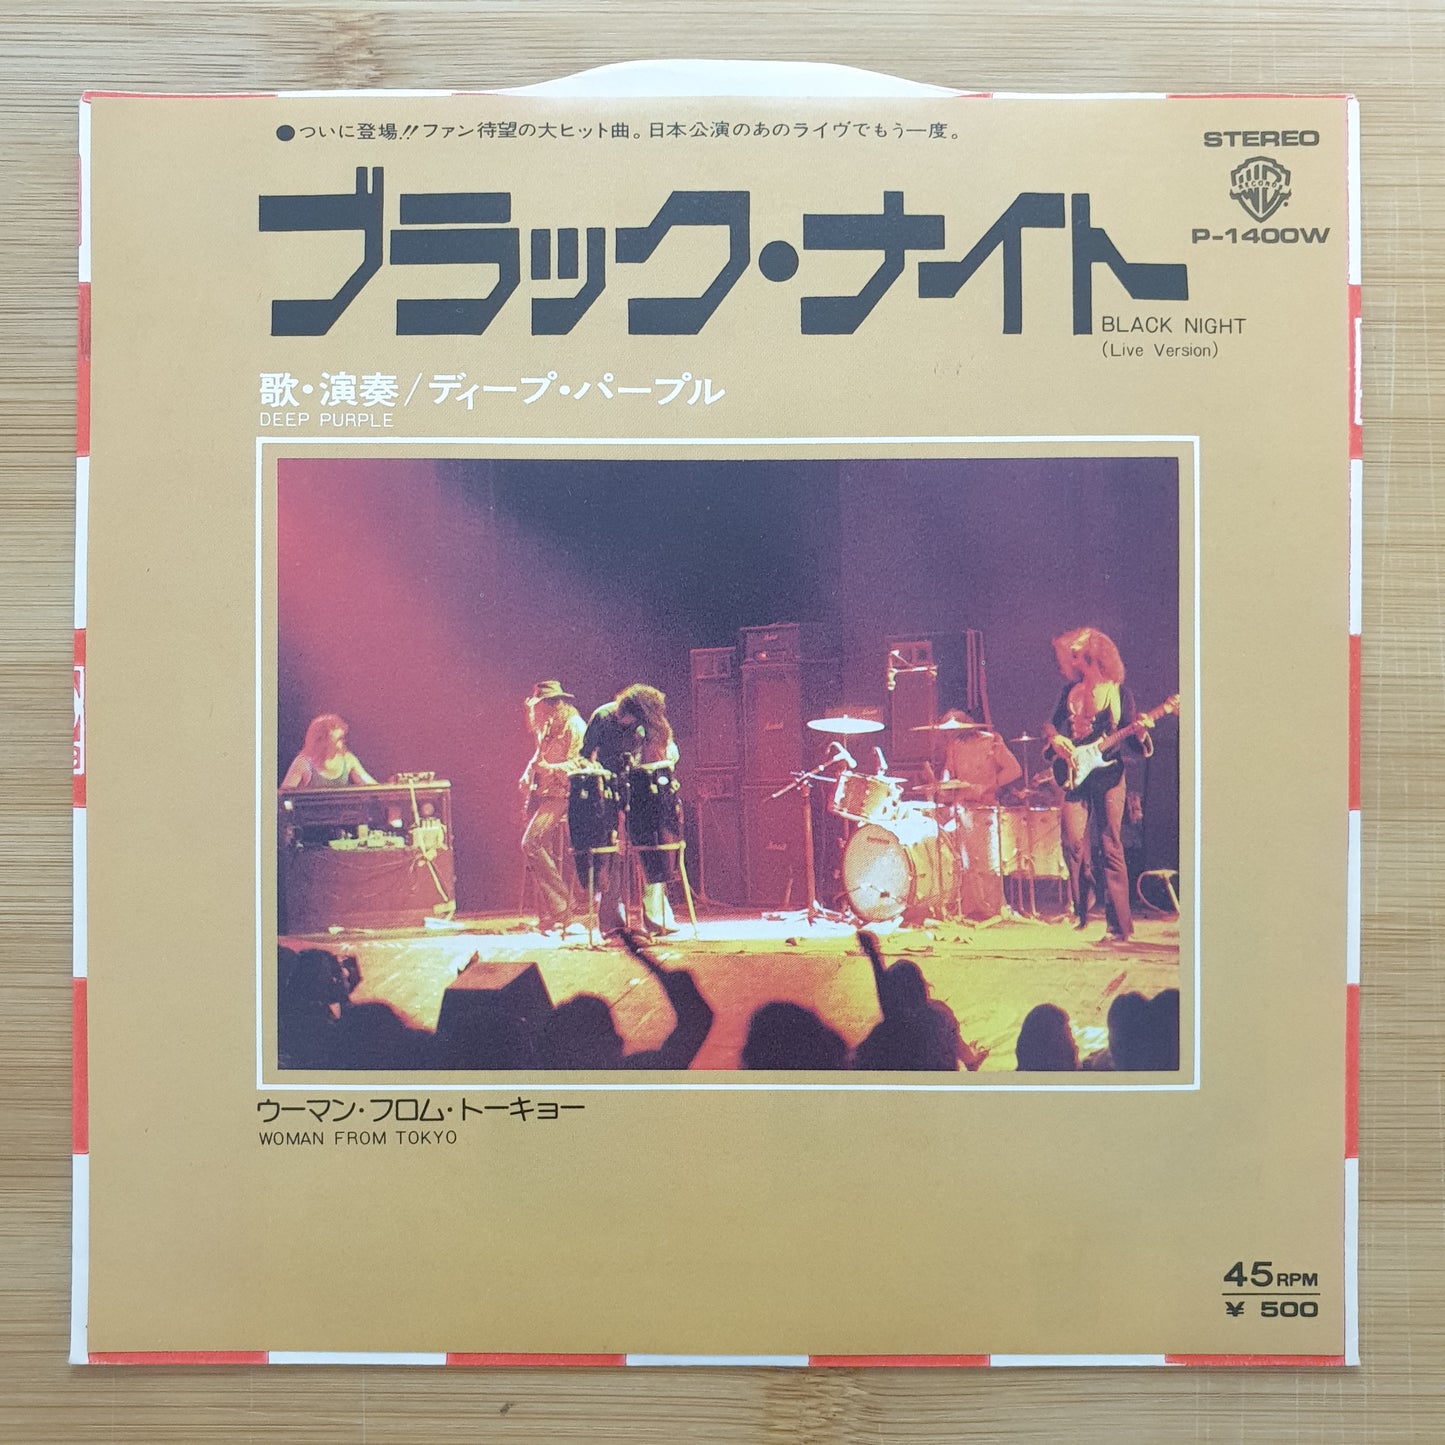 ●ついに登場!!ファン待望の大ヒット曲。日本公演のあのライヴでもう一度。
STEREO
RECORDS
P-1400W
ブラック・ナイト
BLACK NIGHT
(Live Version)
歌・演奏/ディープ・パープル
DEEP PURPLE
ウーマン・フロム・トーキョー
WOMAN FROM TOKYO
45RPM
¥ 500